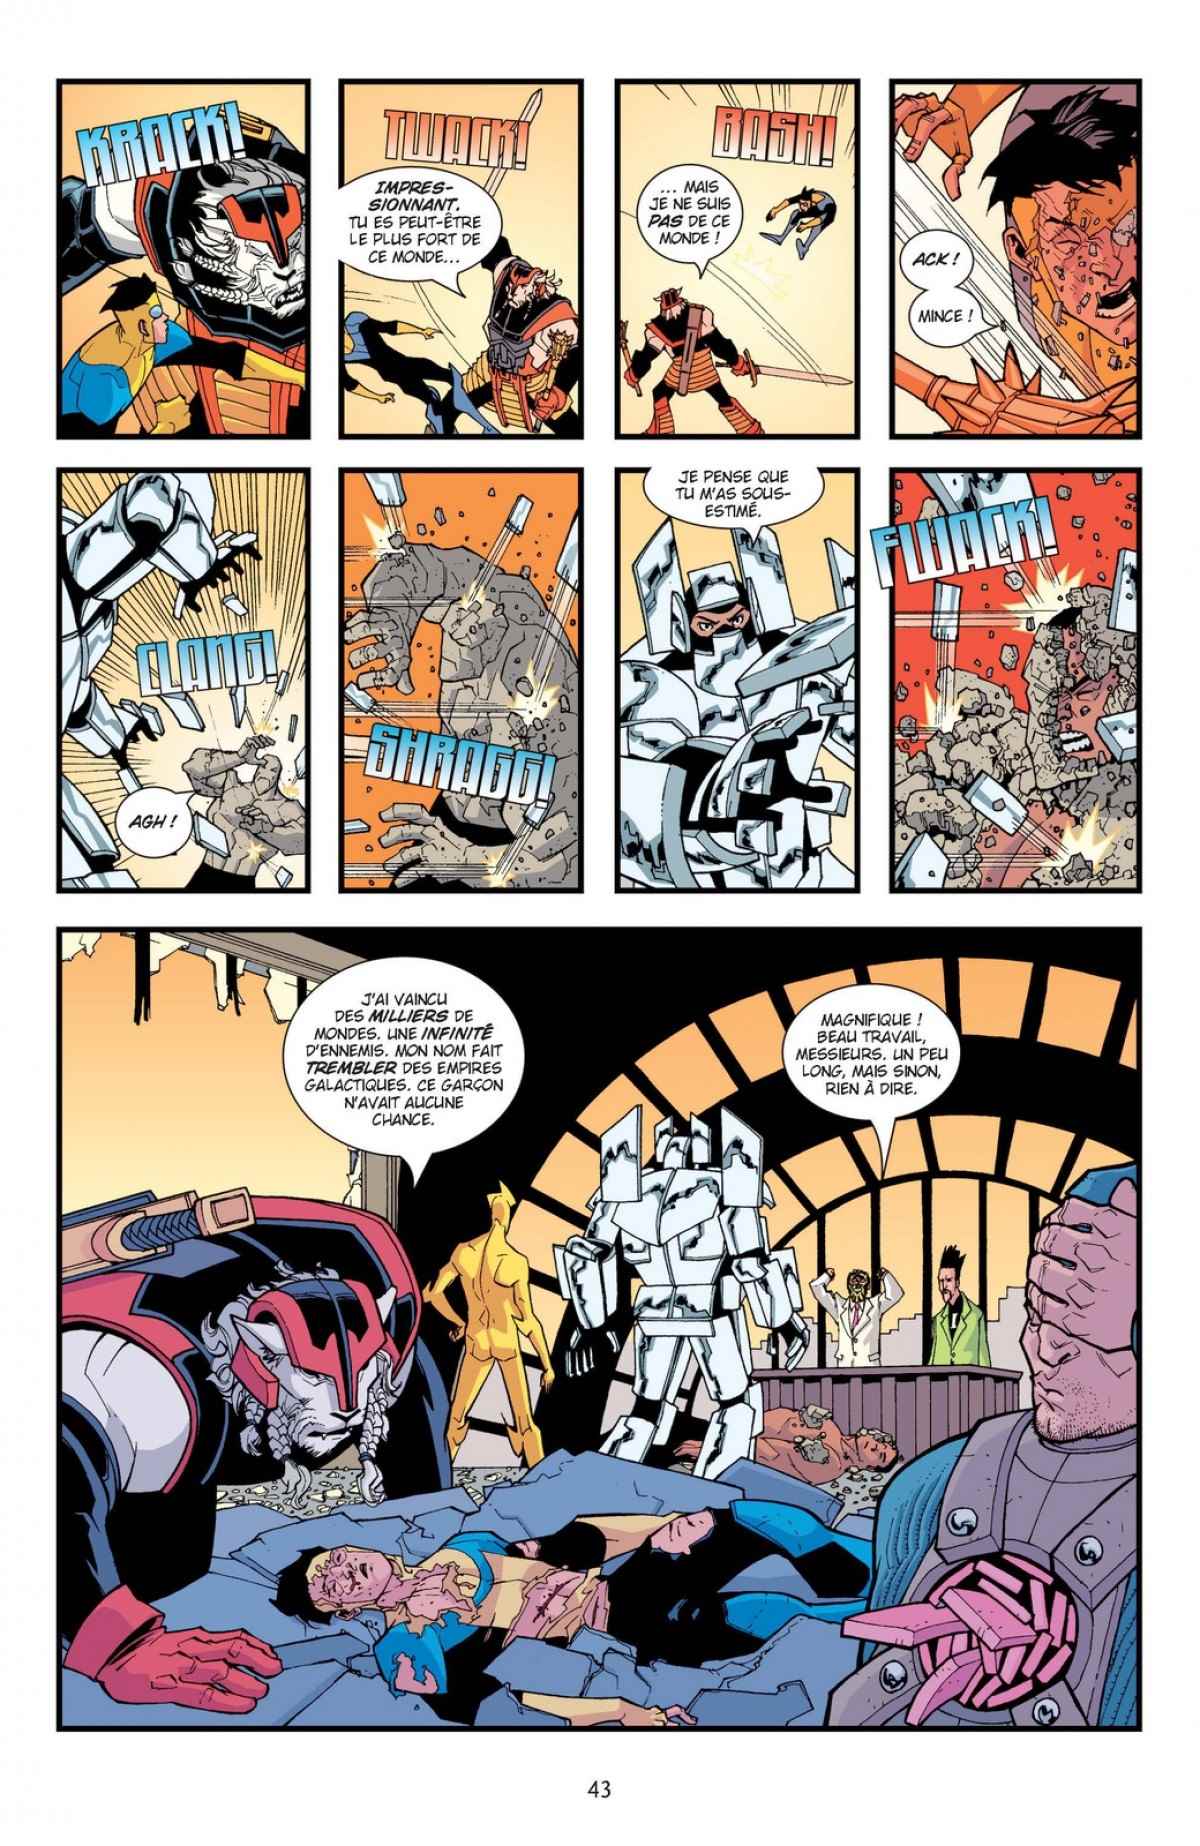 KRACK!
TWACK!
IMPRES-
SIONNANT.
TU ES PEUT-ÊTRE
LE PLUS FORT DE
CE MONDE...
BASH!
... MAIS
JE NE SUIS
PAS DE CE
MONDE !
ACK !
MINCE !
CLANG!
AGH !
SHRAGG!
JE PENSE QUE
TU M'AS SOUS-
ESTIMÉ.
FWACK!
J'AI VAINCU
DES MILLIERS DE
MONDES. UNE INFINITÉ
D'ENNEMIS. MON NOM FAIT
TREMBLER DES EMPIRES
GALACTIQUES. CE GARÇON
N'AVAIT AUCUNE
CHANCE.
MAGNIFIQUE !
BEAU TRAVAIL,
MESSIEURS. UN PEU
LONG, MAIS SINON,
RIEN À DIRE.
43